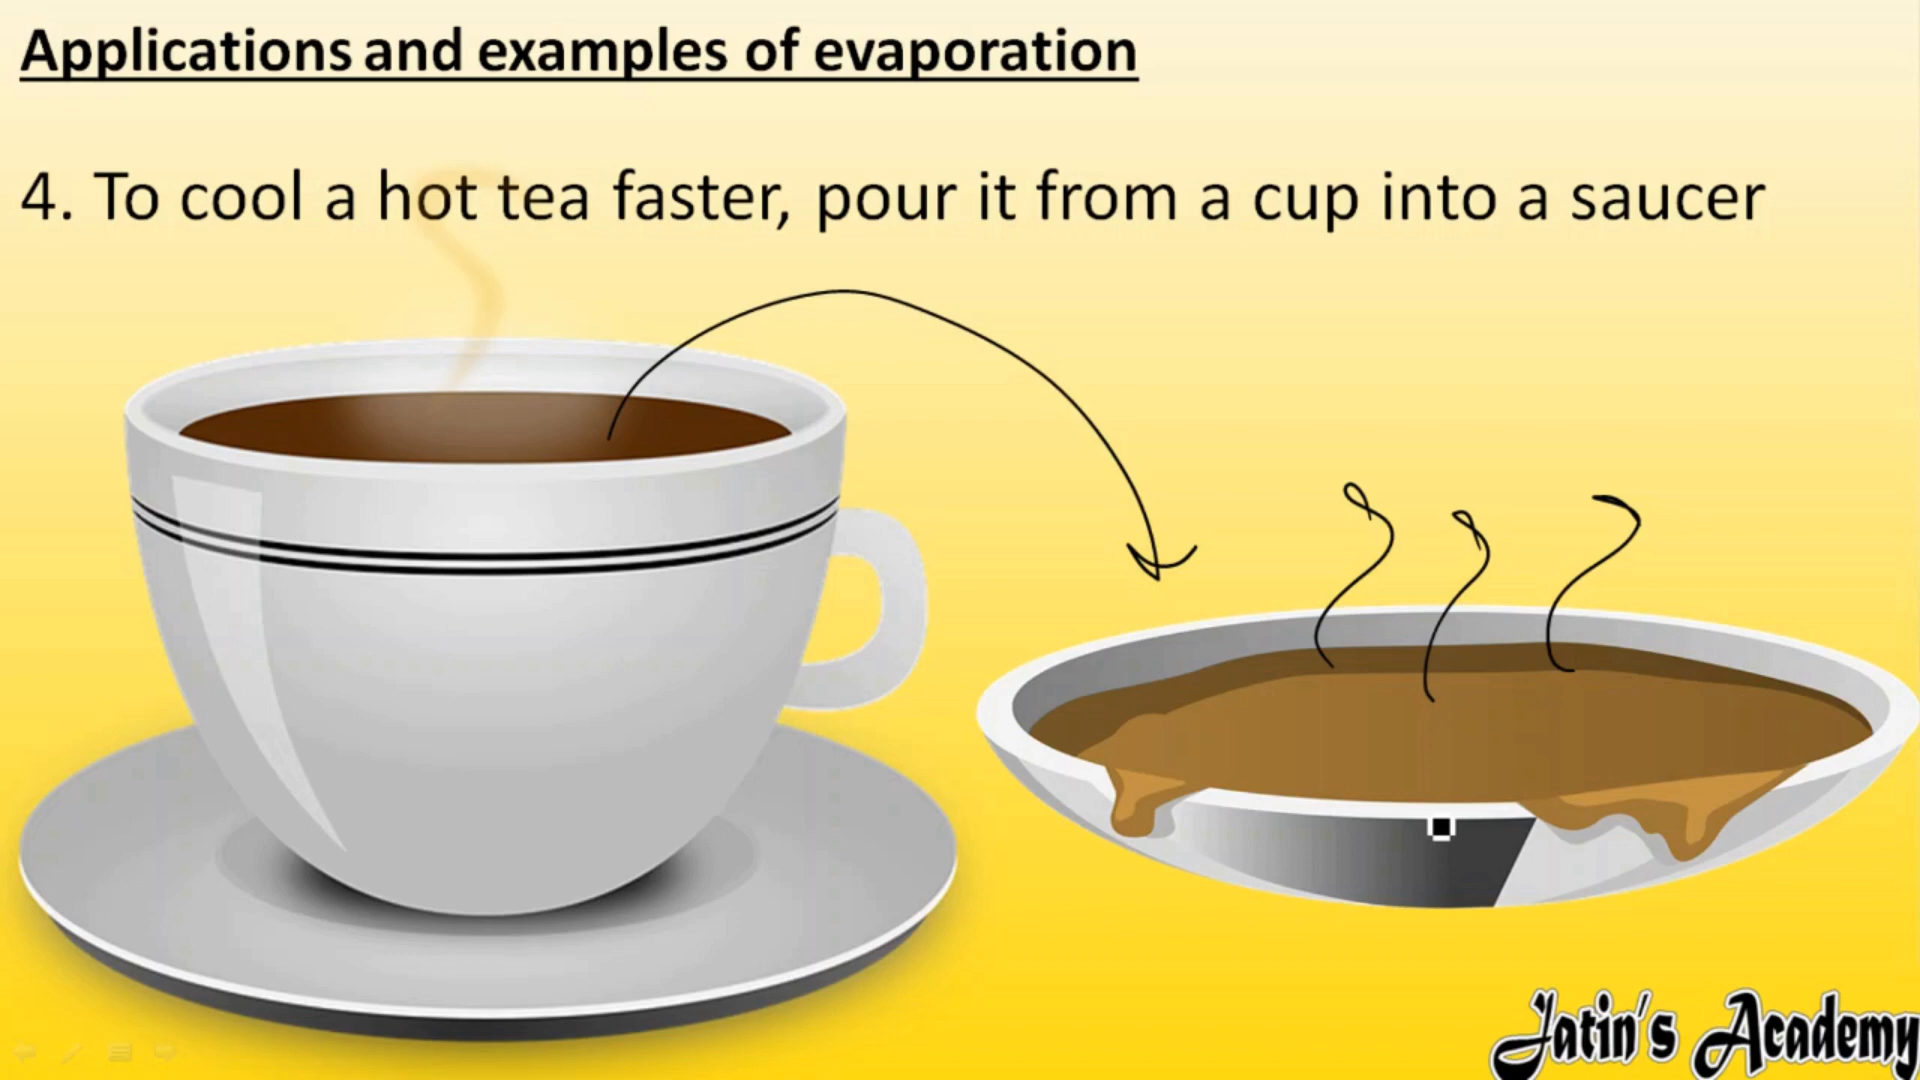 Applications and examples of evaporation
4. To cool a hot tea faster, pour it from a cup into a saucer
Jatin's Academy